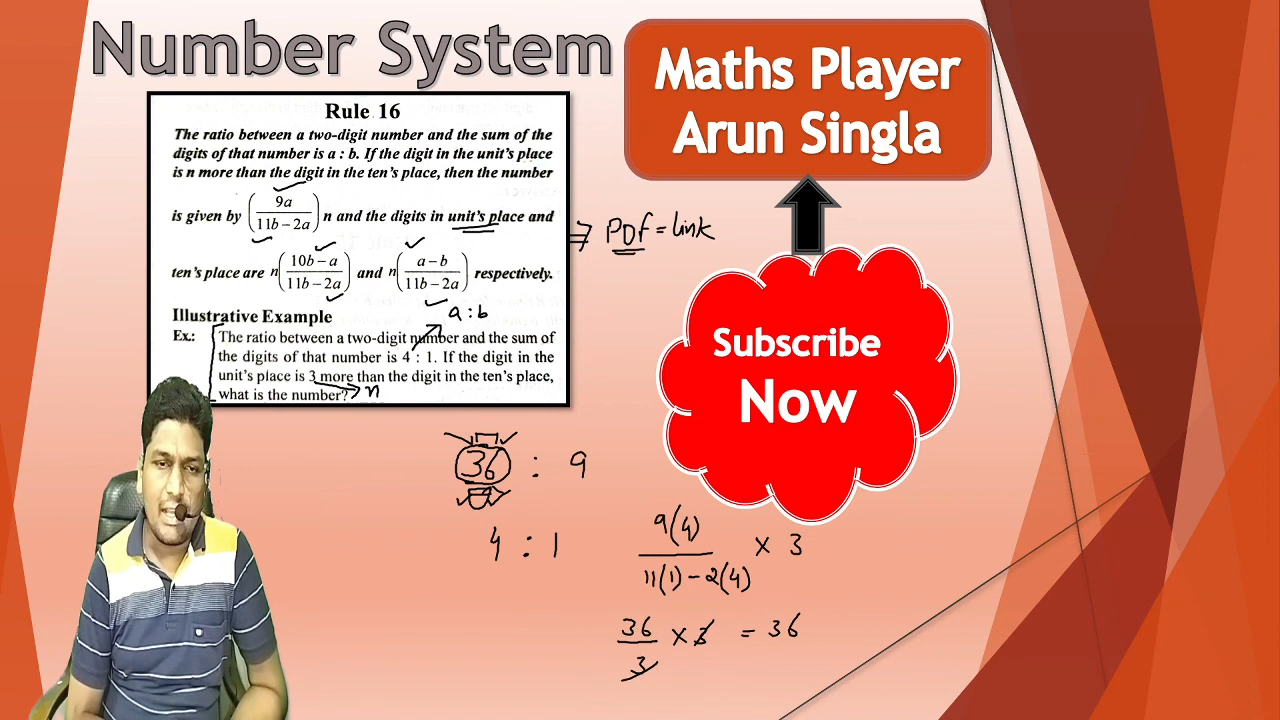 Number System
Maths Player
Arun Singla
Rule 16
The ratio between a two-digit number and the sum of the
digits of that number is a : b. If the digit in the unit's place
is n more than the digit in the ten's place, then the number
is given by (9a / 11b – 2a) n and the digits in unit's place and
ten's place are n(10b – a / 11b – 2a) and n(a – b / 11b – 2a) respectively.
⇒ PDf = link
Illustrative Example
a : b
Ex.: The ratio between a two-digit number and the sum of
the digits of that number is 4 : 1. If the digit in the
unit's place is 3 more than the digit in the ten's place,
what is the number? → n
Subscribe
Now
36 : 9
4 : 1
9(4) / 11(1) – 2(4) × 3
36 / 3 × 3 = 36